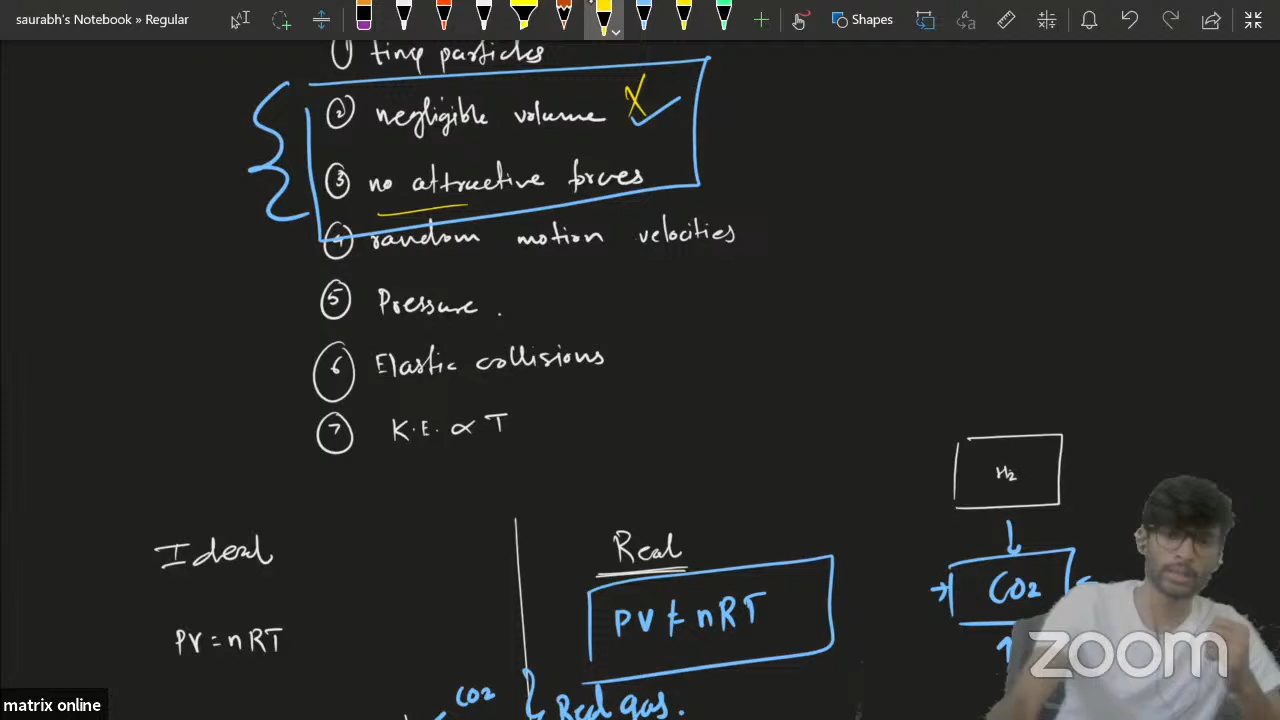 saurabh's Notebook » Regular
Shapes
① tiny particles
② negligible volume
③ no attractive forces
④ random motion velocities
⑤ Pressure.
⑥ Elastic collisions
⑦ K.E. ∝ T
H2
Ideal
Real
CO2
PV ≠ nRT
PV = nRT
zoom
CO2
Real gas.
matrix online